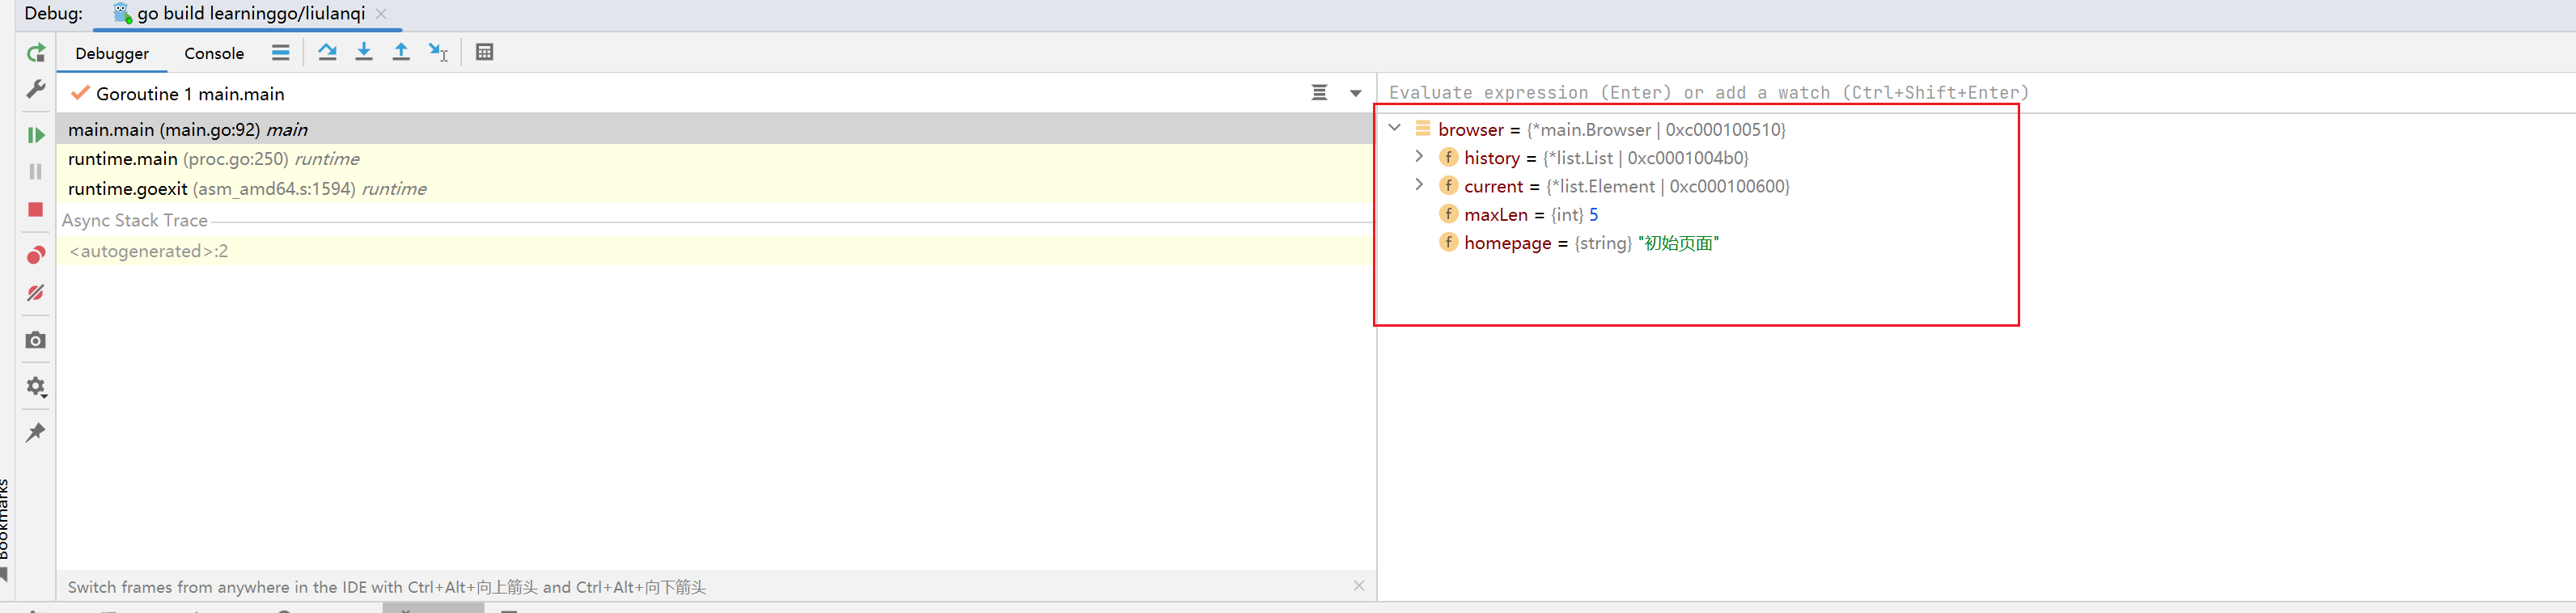 Debug: go build learninggo/liulanqi
Debugger Console
Goroutine 1 main.main
Evaluate expression (Enter) or add a watch (Ctrl+Shift+Enter)
main.main (main.go:92) main
runtime.main (proc.go:250) runtime
runtime.goexit (asm_amd64.s:1594) runtime
Async Stack Trace
<autogenerated>:2
browser = {*main.Browser | 0xc000100510}
history = {*list.List | 0xc0001004b0}
current = {*list.Element | 0xc000100600}
maxLen = {int} 5
homepage = {string} "初始页面"
Bookmarks
Switch frames from anywhere in the IDE with Ctrl+Alt+向上箭头 and Ctrl+Alt+向下箭头